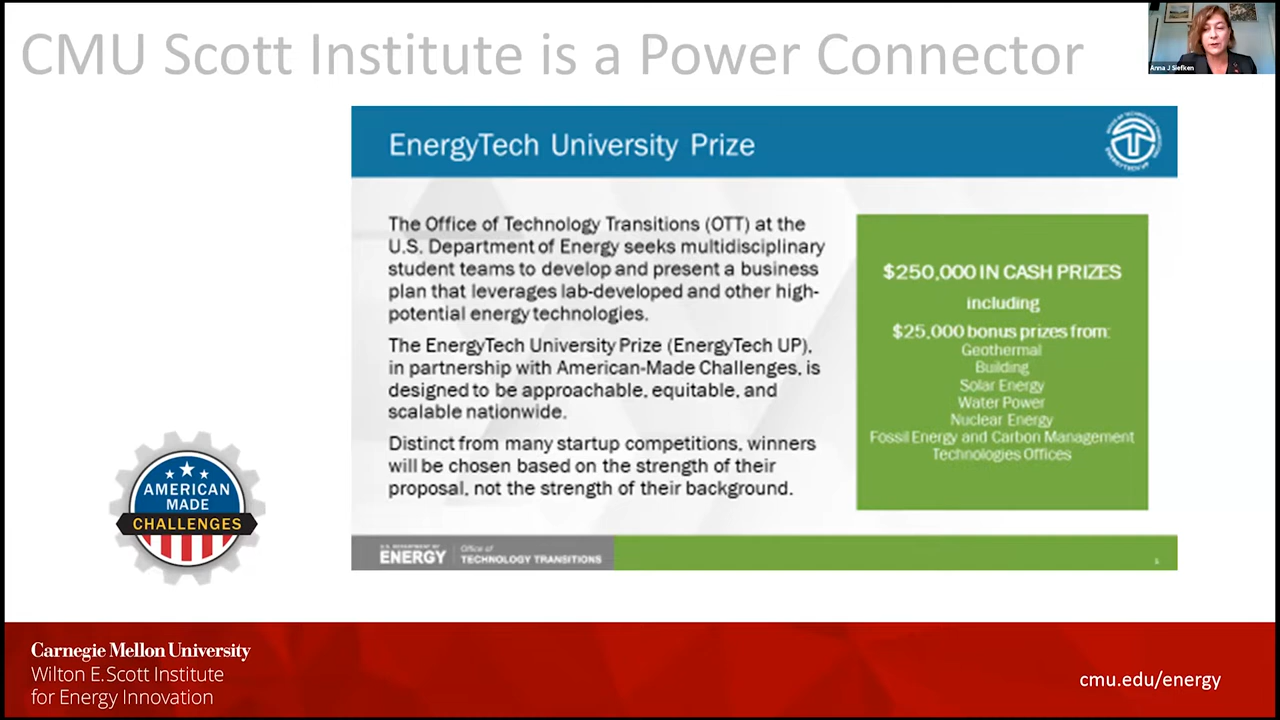 CMU Scott Institute is a Power Connector
Anna J Siefken
EnergyTech University Prize
The Office of Technology Transitions (OTT) at the
U.S. Department of Energy seeks multidisciplinary
student teams to develop and present a business
plan that leverages lab-developed and other high-
potential energy technologies.
The EnergyTech University Prize (EnergyTech UP),
in partnership with American-Made Challenges, is
designed to be approachable, equitable, and
scalable nationwide.
Distinct from many startup competitions, winners
will be chosen based on the strength of their
proposal, not the strength of their background.
$250,000 IN CASH PRIZES
including
$25,000 bonus prizes from:
Geothermal
Building
Solar Energy
Water Power
Nuclear Energy
Fossil Energy and Carbon Management
Technologies Offices
AMERICAN
MADE
CHALLENGES
U.S. DEPARTMENT OF
ENERGY
Office of
TECHNOLOGY TRANSITIONS
1
Carnegie Mellon University
Wilton E. Scott Institute
for Energy Innovation
cmu.edu/energy